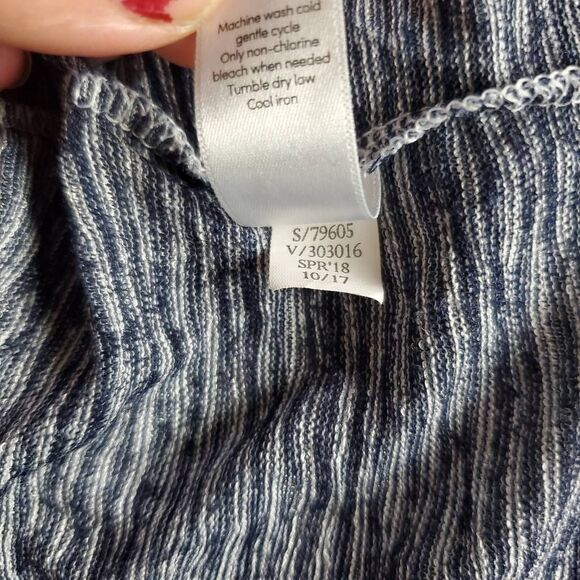 Machine wash cold
gentle cycle
Only non-chlorine
bleach when needed
Tumble dry law
Cool iron
S/79605
V/303016
SPR'18
10/17